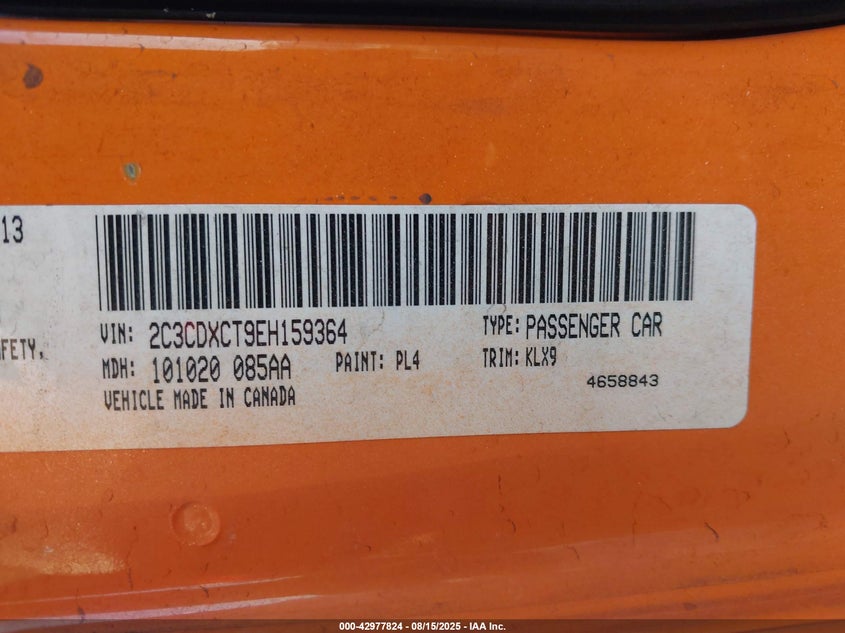 13
FETY.
VIN: 2C3CDXCT9EH159364 TYPE: PASSENGER CAR
MDH: 101020 085AA PAINT: PL4 TRIM: KLX9
VEHICLE MADE IN CANADA 4658843
000-42977824 - 08/15/2025 - IAA Inc.